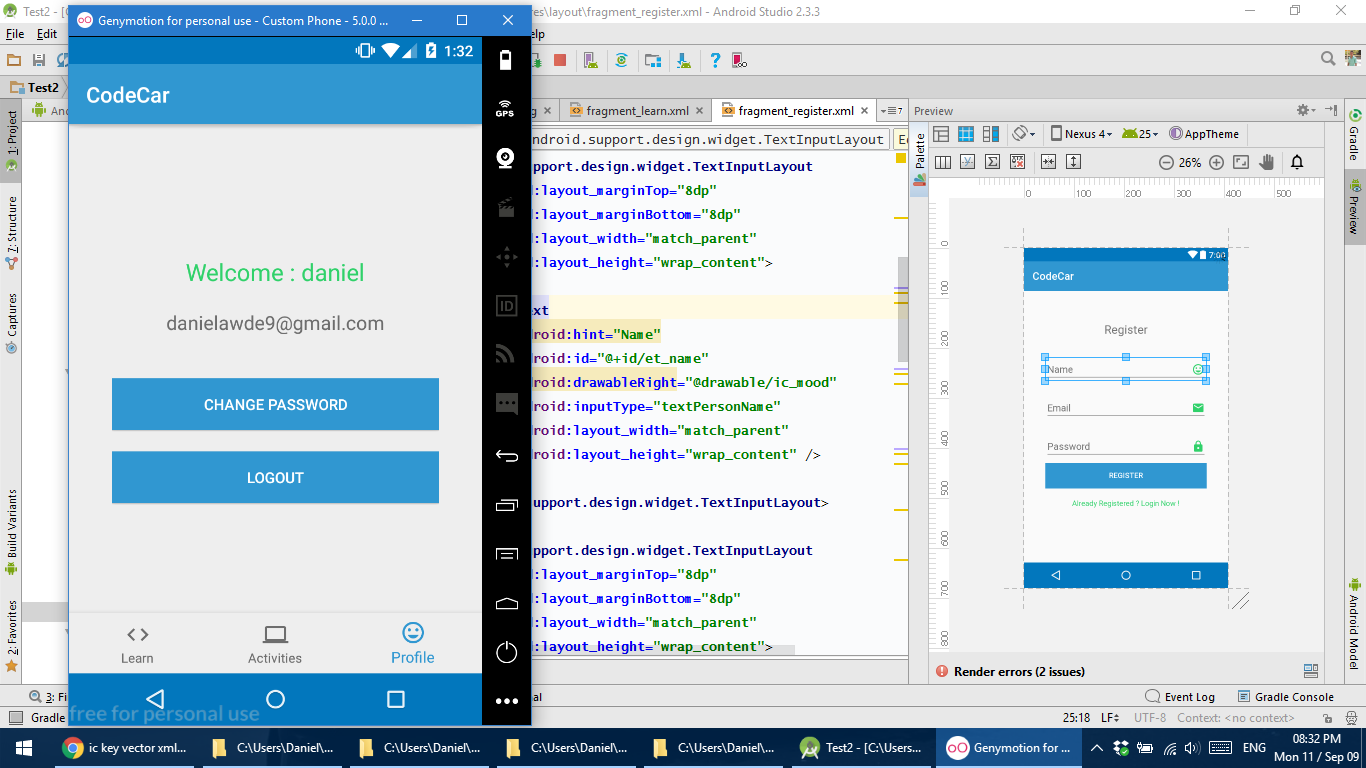 Test2 - [C
res\layout\fragment_register.xml - Android Studio 2.3.3
Genymotion for personal use - Custom Phone - 5.0.0 ...
File Edit
elp
1:32
CodeCar
Welcome : daniel
danielawde9@gmail.com
CHANGE PASSWORD
LOGOUT
Learn
Activities
Profile
free for personal use
GPS
ID
Test2
1: Project
7: Structure
Captures
Build Variants
2: Favorites
fragment_learn.xml
fragment_register.xml
7
ndroid.support.design.widget.TextInputLayout
pport.design.widget.TextInputLayout
:layout_marginTop="8dp"
:layout_marginBottom="8dp"
:layout_width="match_parent"
:layout_height="wrap_content">
xt
roid:hint="Name"
roid:id="@+id/et_name"
roid:drawableRight="@drawable/ic_mood"
roid:inputType="textPersonName"
roid:layout_width="match_parent"
roid:layout_height="wrap_content" />
upport.design.widget.TextInputLayout>
pport.design.widget.TextInputLayout
:layout_marginTop="8dp"
:layout_marginBottom="8dp"
:layout_width="match_parent"
:layout_height="wrap_content">
Preview
Palette
Nexus 4
25
AppTheme
26%
0 100 200 300 400 500
0
100
200
300
400
500
600
700
800
7:00
CodeCar
Register
Name
Email
Password
REGISTER
Already Registered ? Login Now !
Render errors (2 issues)
Gradle
Preview
Android Model
3: Fi
al
Event Log
Gradle Console
Gradle
25:18 LF UTF-8 Context: <no context>
ic key vector xml...
C:\Users\Daniel\...
C:\Users\Daniel\...
C:\Users\Daniel\...
C:\Users\Daniel\...
Test2 - [C:\Users...
Genymotion for ...
ENG
08:32 PM
Mon 11 / Sep 09